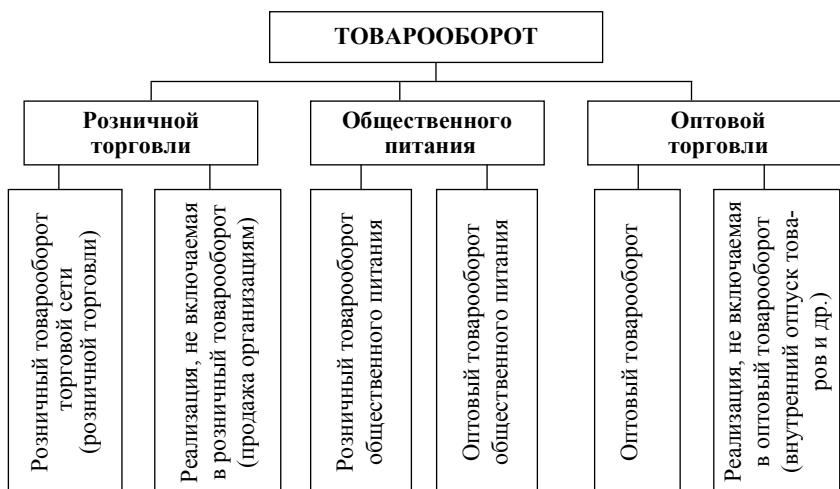 ТОВАРООБОРОТ
Розничной
торговли
Общественного
питания
Оптовой
торговли
Розничный товарооборот
торговой сети
(розничной торговли)
Реализация, не включаемая
в розничный товарооборот
(продажа организациям)
Розничный товарооборот
общественного питания
Оптовый товарооборот
общественного питания
Оптовый товарооборот
Реализация, не включаемая
в оптовый товарооборот
(внутренний отпуск това-
ров и др.)